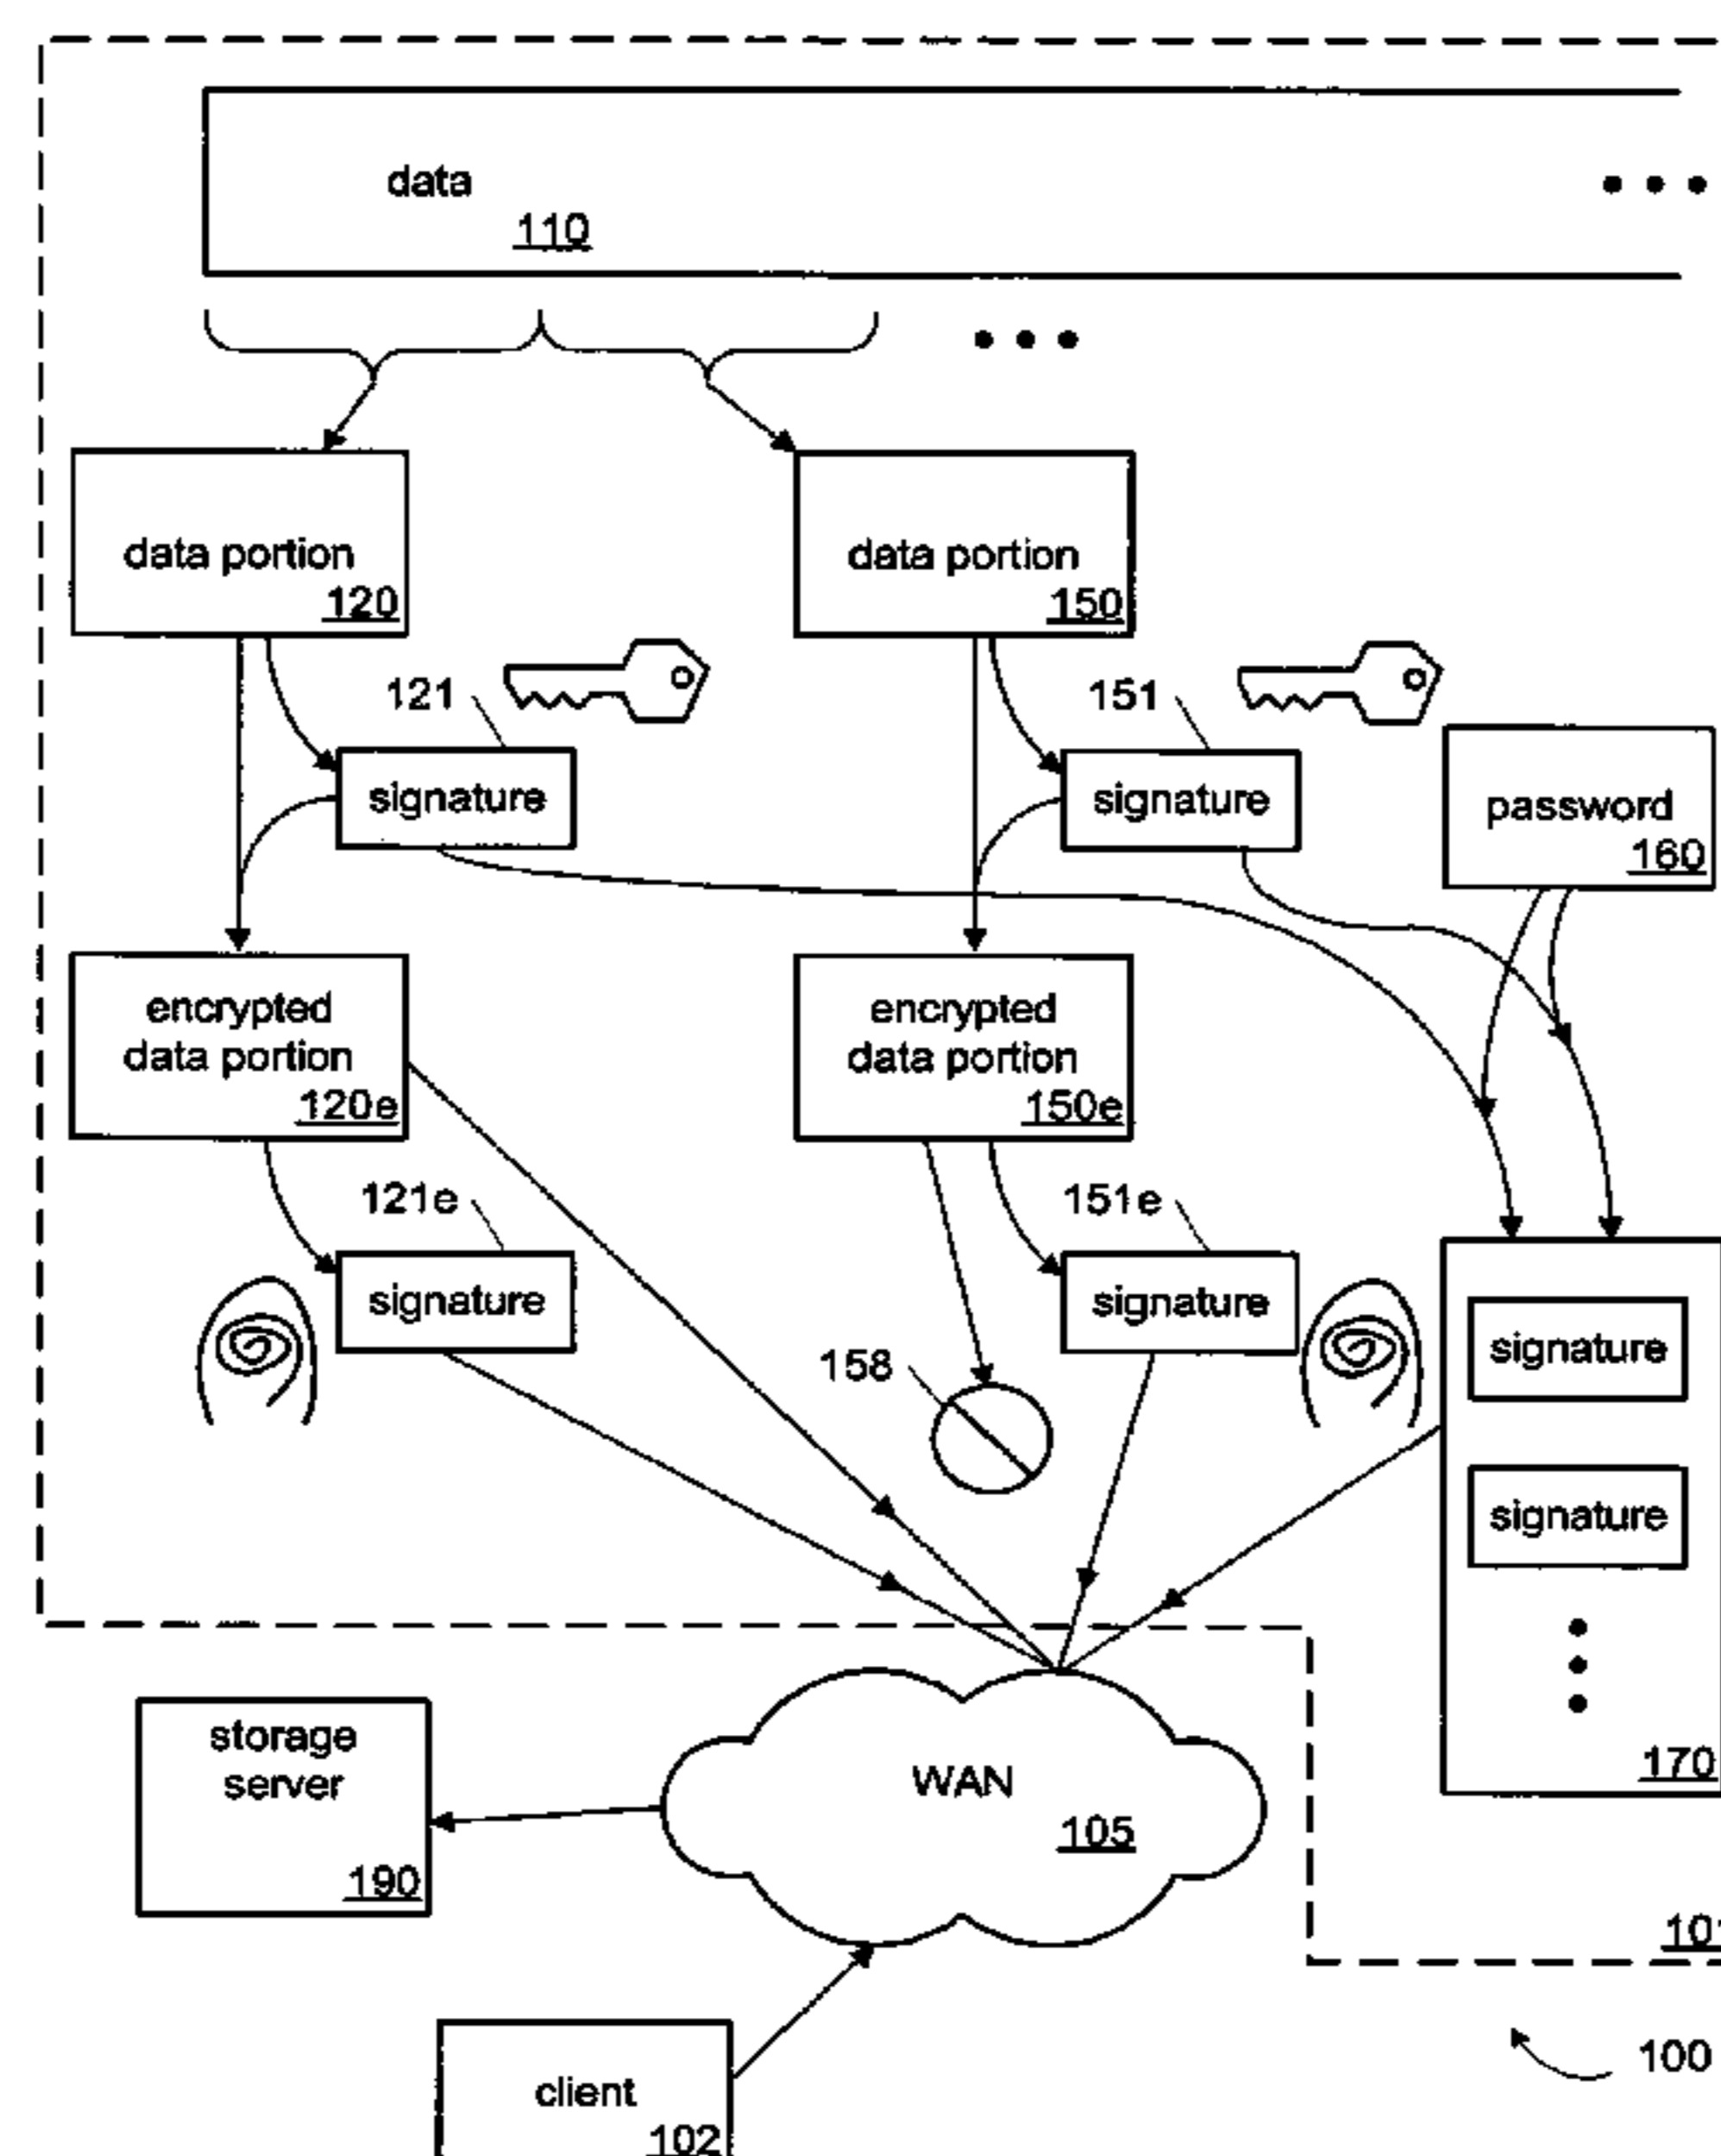 data
110
data portion
120
data portion
150
121
signature
151
signature
password
160
encrypted
data portion
120e
encrypted
data portion
150e
121e
signature
151e
signature
158
signature
signature
170
storage
server
190
WAN
105
101
client
102
100